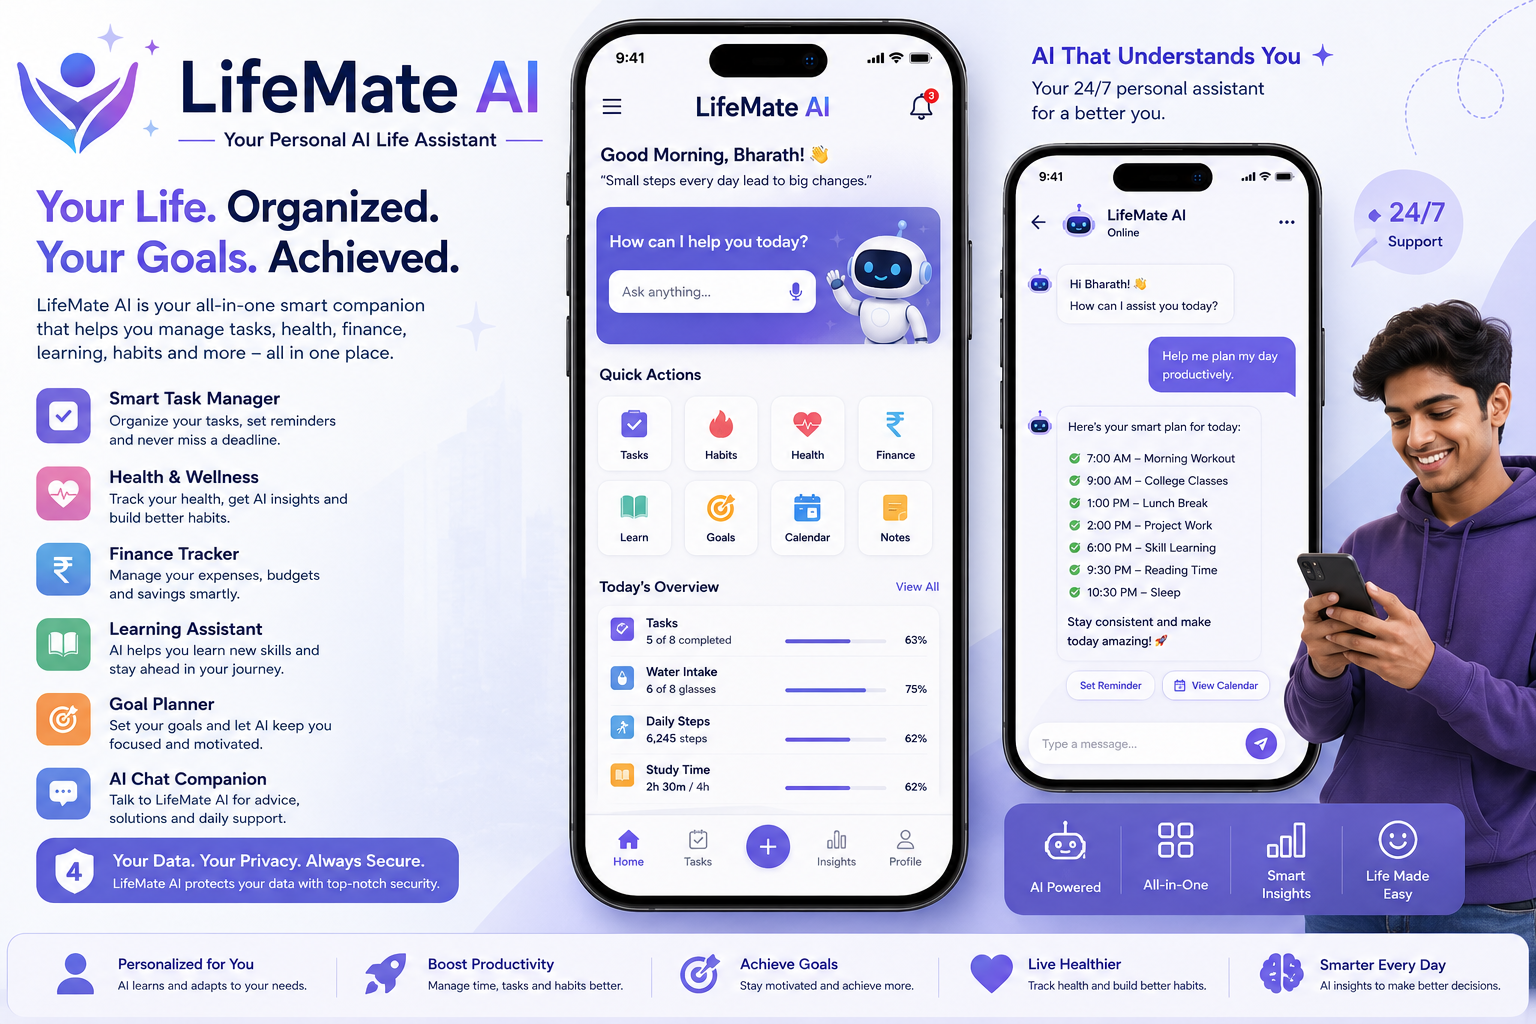 LifeMate AI
Your Personal AI Life Assistant
Your Life. Organized.
Your Goals. Achieved.
LifeMate AI is your all-in-one smart companion
that helps you manage tasks, health, finance,
learning, habits and more – all in one place.
Smart Task Manager
Organize your tasks, set reminders
and never miss a deadline.
Health & Wellness
Track your health, get AI insights and
build better habits.
₹
Finance Tracker
Manage your expenses, budgets
and savings smartly.
Learning Assistant
AI helps you learn new skills and
stay ahead in your journey.
Goal Planner
Set your goals and let AI keep you
focused and motivated.
AI Chat Companion
Talk to LifeMate AI for advice,
solutions and daily support.
4
Your Data. Your Privacy. Always Secure.
LifeMate AI protects your data with top-notch security.
9:41
LifeMate AI
3
Good Morning, Bharath! 👋
“Small steps every day lead to big changes.”
How can I help you today?
Ask anything...
Quick Actions
₹
Tasks
Habits
Health
Finance
Learn
Goals
Calendar
Notes
Today's Overview
View All
Tasks
5 of 8 completed
63%
Water Intake
6 of 8 glasses
75%
Daily Steps
6,245 steps
62%
Study Time
2h 30m / 4h
62%
Home
Tasks
+
Insights
Profile
AI That Understands You
Your 24/7 personal assistant
for a better you.
9:41
LifeMate AI
Online
Hi Bharath! 👋
How can I assist you today?
Help me plan my day
productively.
Here's your smart plan for today:
7:00 AM – Morning Workout
9:00 AM – College Classes
1:00 PM – Lunch Break
2:00 PM – Project Work
6:00 PM – Skill Learning
9:30 PM – Reading Time
10:30 PM – Sleep
Stay consistent and make
today amazing! 🚀
Set Reminder
View Calendar
Type a message...
24/7
Support
AI Powered
All-in-One
Smart
Insights
Life Made
Easy
Personalized for You
AI learns and adapts to your needs.
Boost Productivity
Manage time, tasks and habits better.
Achieve Goals
Stay motivated and achieve more.
Live Healthier
Track health and build better habits.
Smarter Every Day
AI insights to make better decisions.